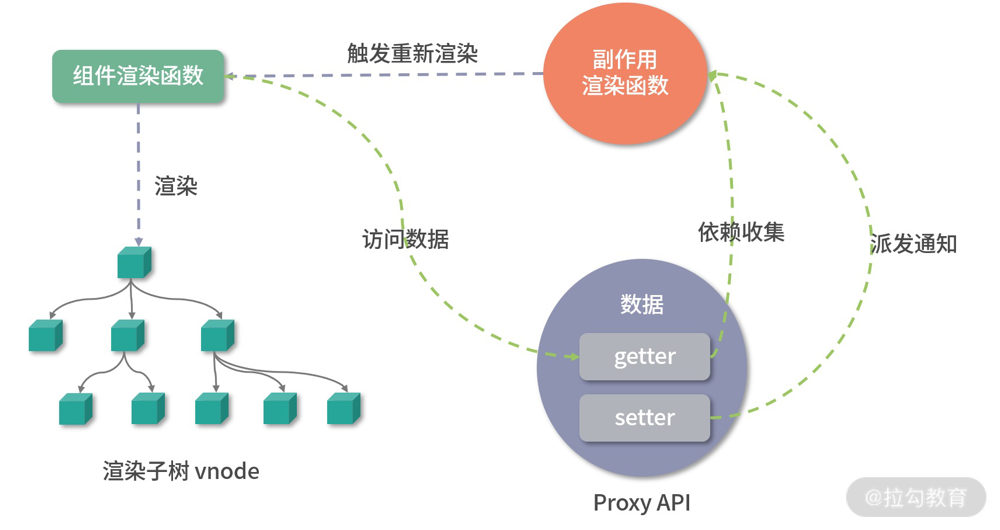 触发重新渲染
组件渲染函数
副作用
渲染函数
渲染
访问数据
依赖收集
派发通知
数据
getter
setter
渲染子树 vnode
Proxy API
@拉勾教育